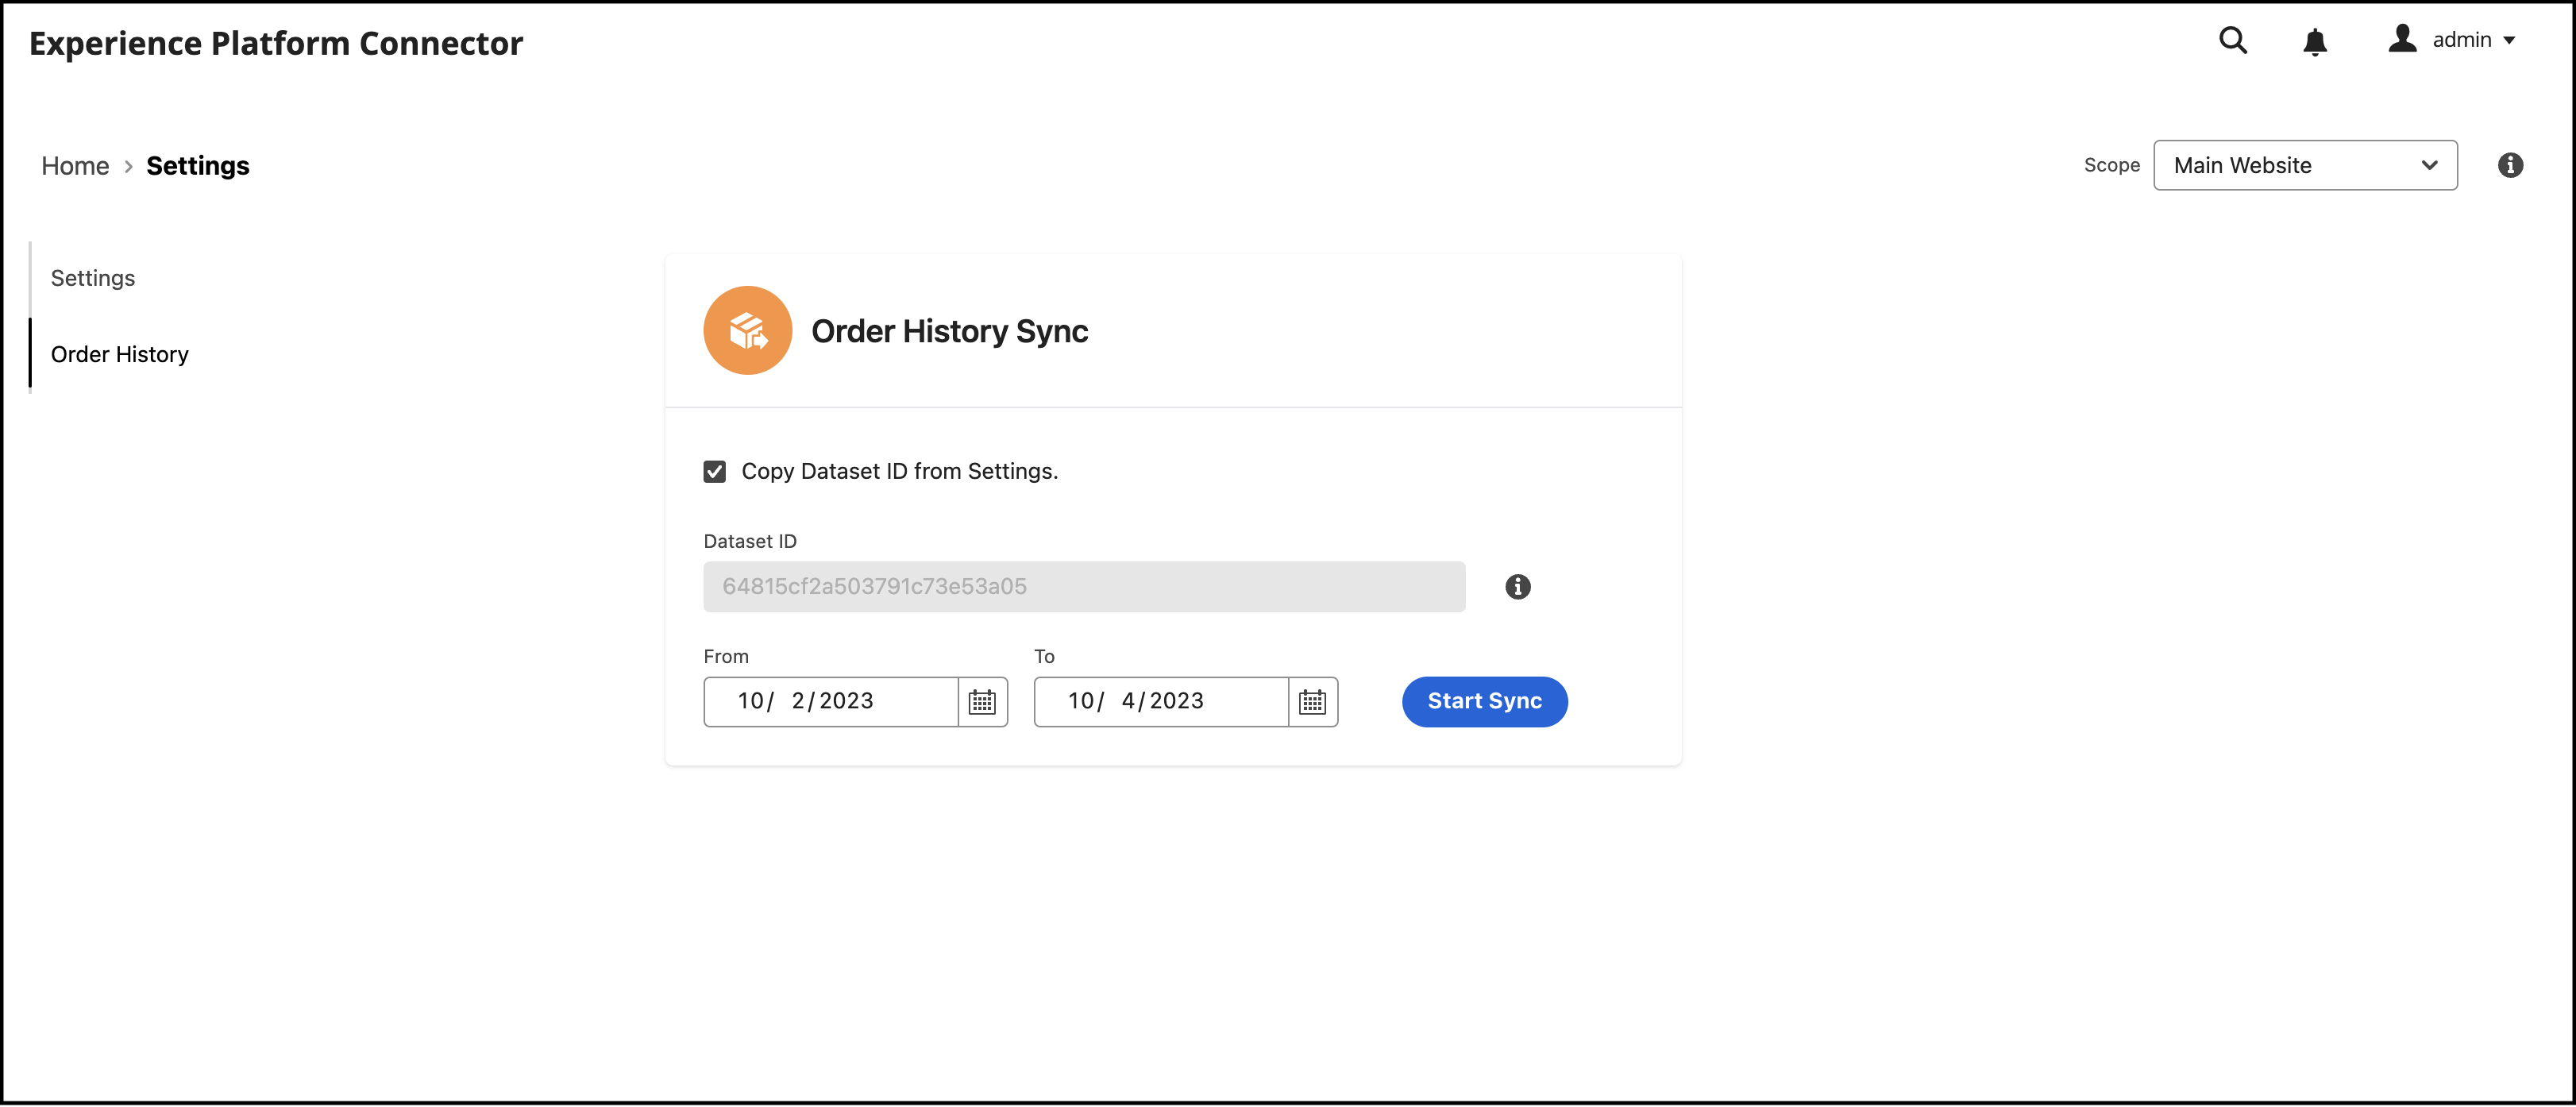 Experience Platform Connector
admin
Home > Settings
Scope
Main Website
Settings
Order History
Order History Sync
Copy Dataset ID from Settings.
Dataset ID
64815cf2a503791c73e53a05
From
To
10/ 2/2023
10/ 4/2023
Start Sync